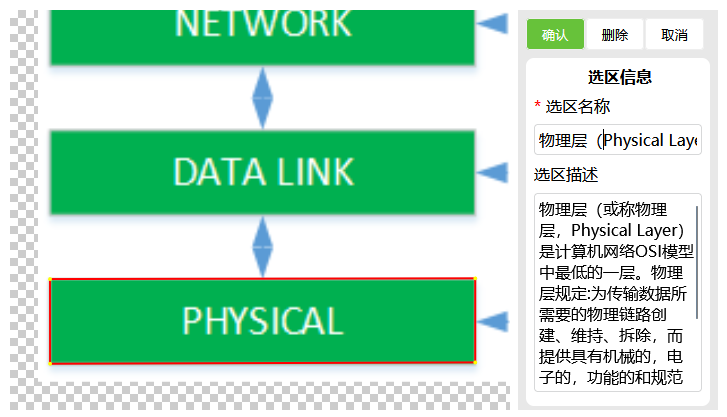 NETWORK
DATA LINK
PHYSICAL
确认 删除 取消
选区信息
* 选区名称
物理层（Physical Laye
选区描述
物理层（或称物理
层，Physical Layer）
是计算机网络OSI模型
中最低的一层。物理
层规定:为传输数据所
需要的物理链路创
建、维持、拆除，而
提供具有机械的，电
子的，功能的和规范